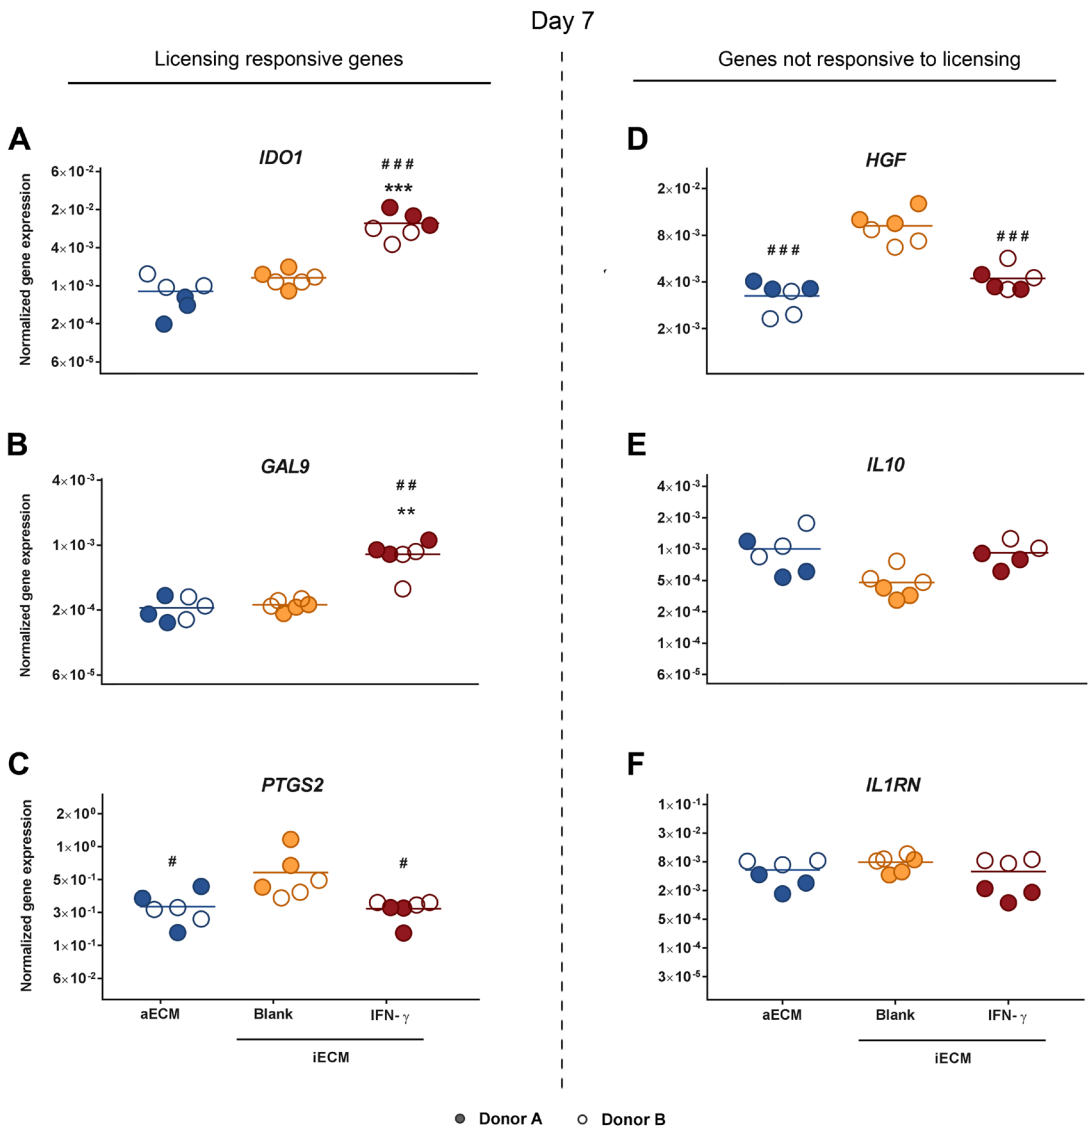 Day 7
Licensing responsive genes
Genes not responsive to licensing
A
IDO1
Normalized gene expression
6×10⁻²
2×10⁻²
4×10⁻³
1×10⁻³
2×10⁻⁴
6×10⁻⁵
# # #
***
D
HGF
2×10⁻²
8×10⁻³
4×10⁻³
2×10⁻³
# # #
# # #
B
GAL9
Normalized gene expression
4×10⁻³
1×10⁻³
2×10⁻⁴
6×10⁻⁵
# #
**
E
IL10
4×10⁻³
2×10⁻³
1×10⁻³
5×10⁻⁴
2×10⁻⁴
1×10⁻⁴
6×10⁻⁵
C
PTGS2
Normalized gene expression
2×10⁰
1×10⁰
5×10⁻¹
3×10⁻¹
1×10⁻¹
6×10⁻²
#
#
aECM
Blank
IFN-γ
iECM
F
IL1RN
1×10⁻¹
3×10⁻²
8×10⁻³
2×10⁻³
5×10⁻⁴
1×10⁻⁴
3×10⁻⁵
aECM
Blank
IFN-γ
iECM
Donor A
Donor B